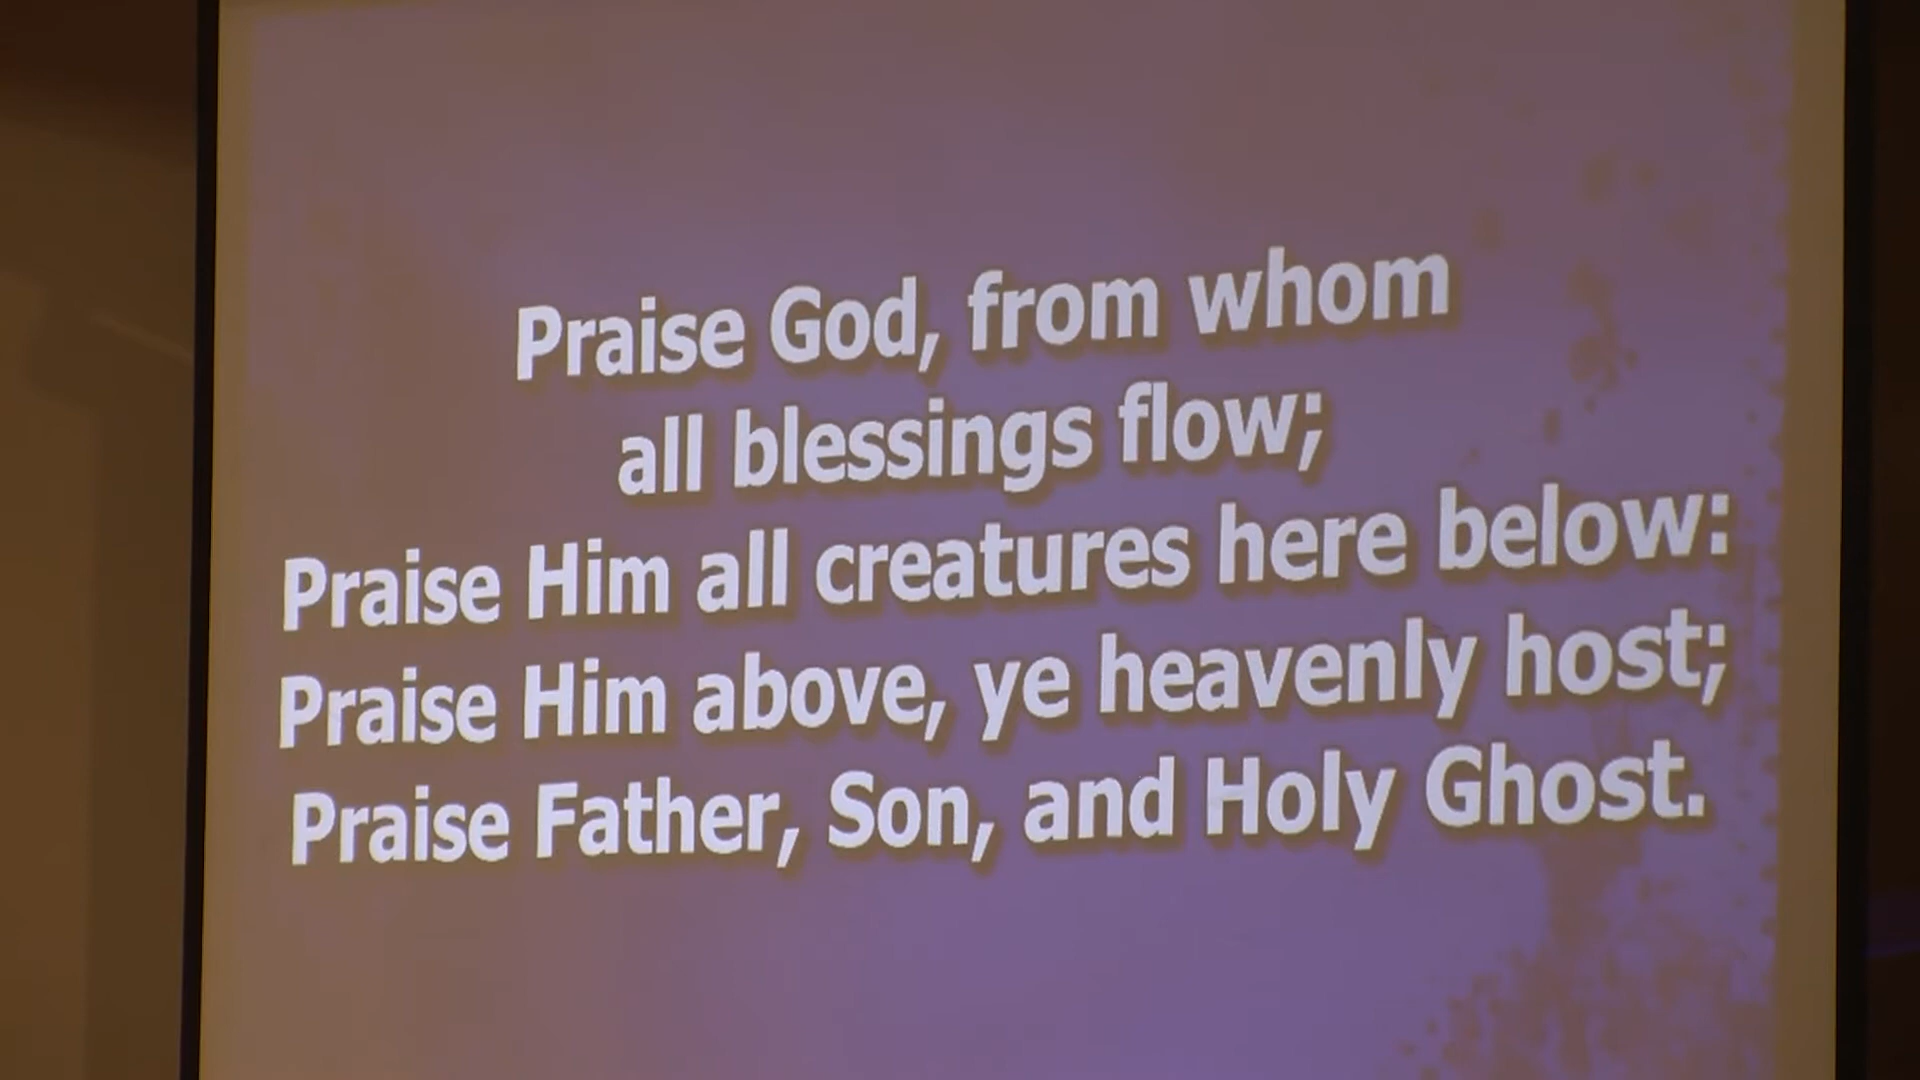 Praise God, from whom
all blessings flow;
Praise Him all creatures here below:
Praise Him above, ye heavenly host;
Praise Father, Son, and Holy Ghost.